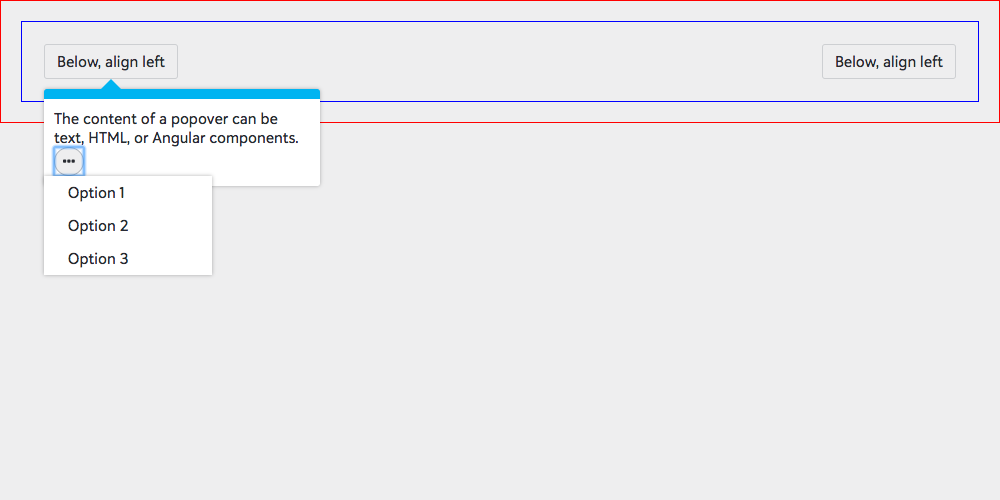 Below, align left
Below, align left
The content of a popover can be
text, HTML, or Angular components.
Option 1
Option 2
Option 3